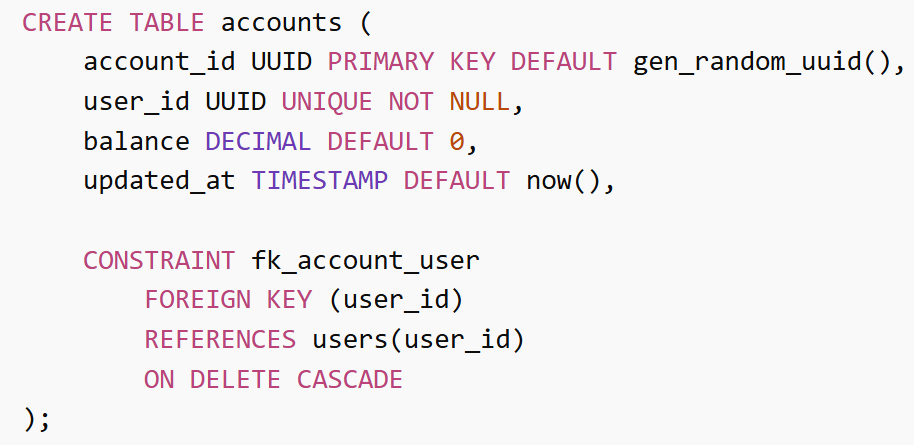 CREATE TABLE accounts (
    account_id UUID PRIMARY KEY DEFAULT gen_random_uuid(),
    user_id UUID UNIQUE NOT NULL,
    balance DECIMAL DEFAULT 0,
    updated_at TIMESTAMP DEFAULT now(),

    CONSTRAINT fk_account_user
        FOREIGN KEY (user_id)
        REFERENCES users(user_id)
        ON DELETE CASCADE
);